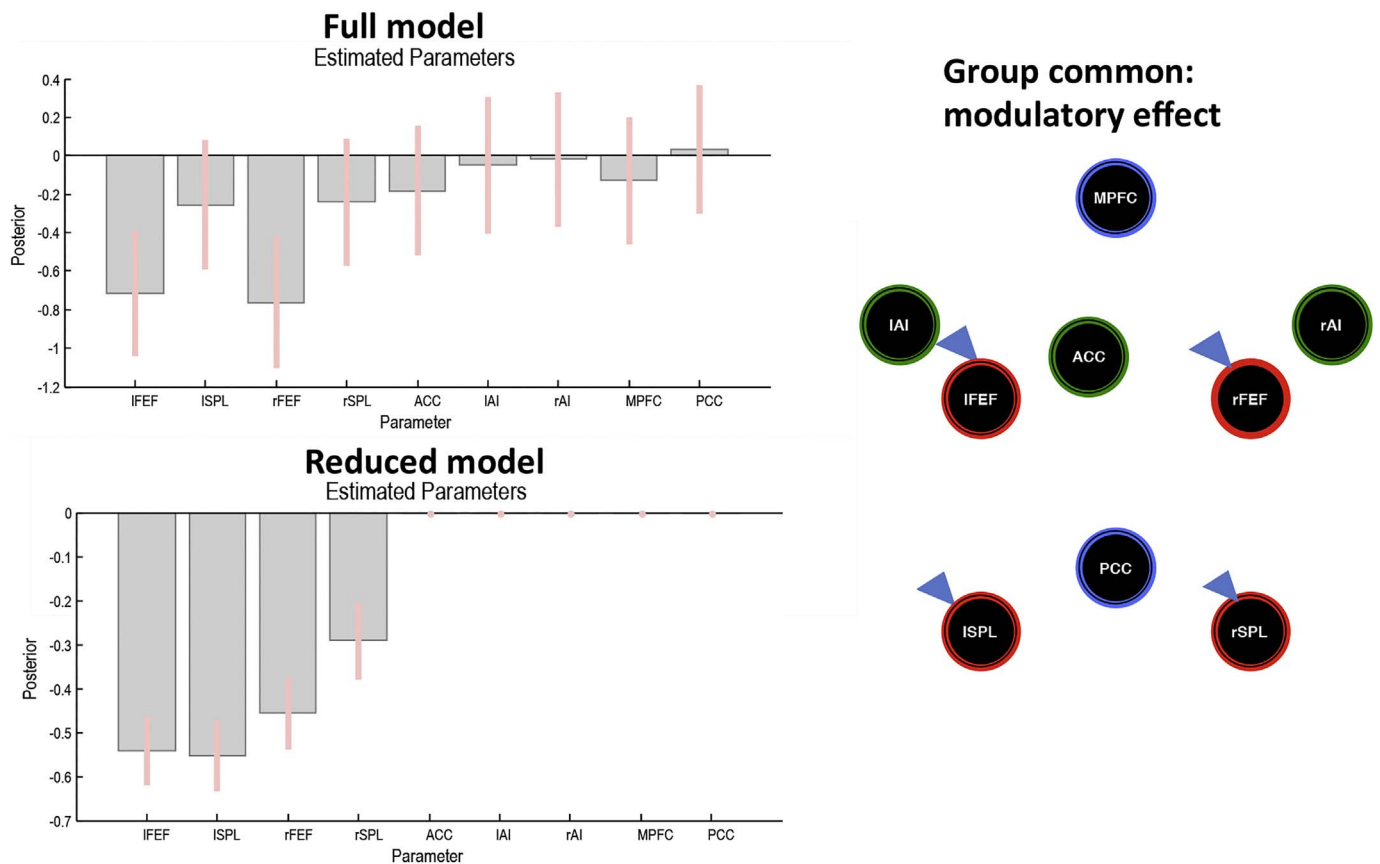 Full model
Estimated Parameters
0.4
0.2
0
-0.2
-0.4
-0.6
-0.8
-1
-1.2
Posterior
lFEF lSPL rFEF rSPL ACC lAI rAI MPFC PCC
Parameter
Reduced model
Estimated Parameters
0
-0.1
-0.2
-0.3
-0.4
-0.5
-0.6
-0.7
Posterior
lFEF lSPL rFEF rSPL ACC lAI rAI MPFC PCC
Parameter
Group common:
modulatory effect
MPFC
lAI
rAI
ACC
lFEF
rFEF
PCC
lSPL
rSPL